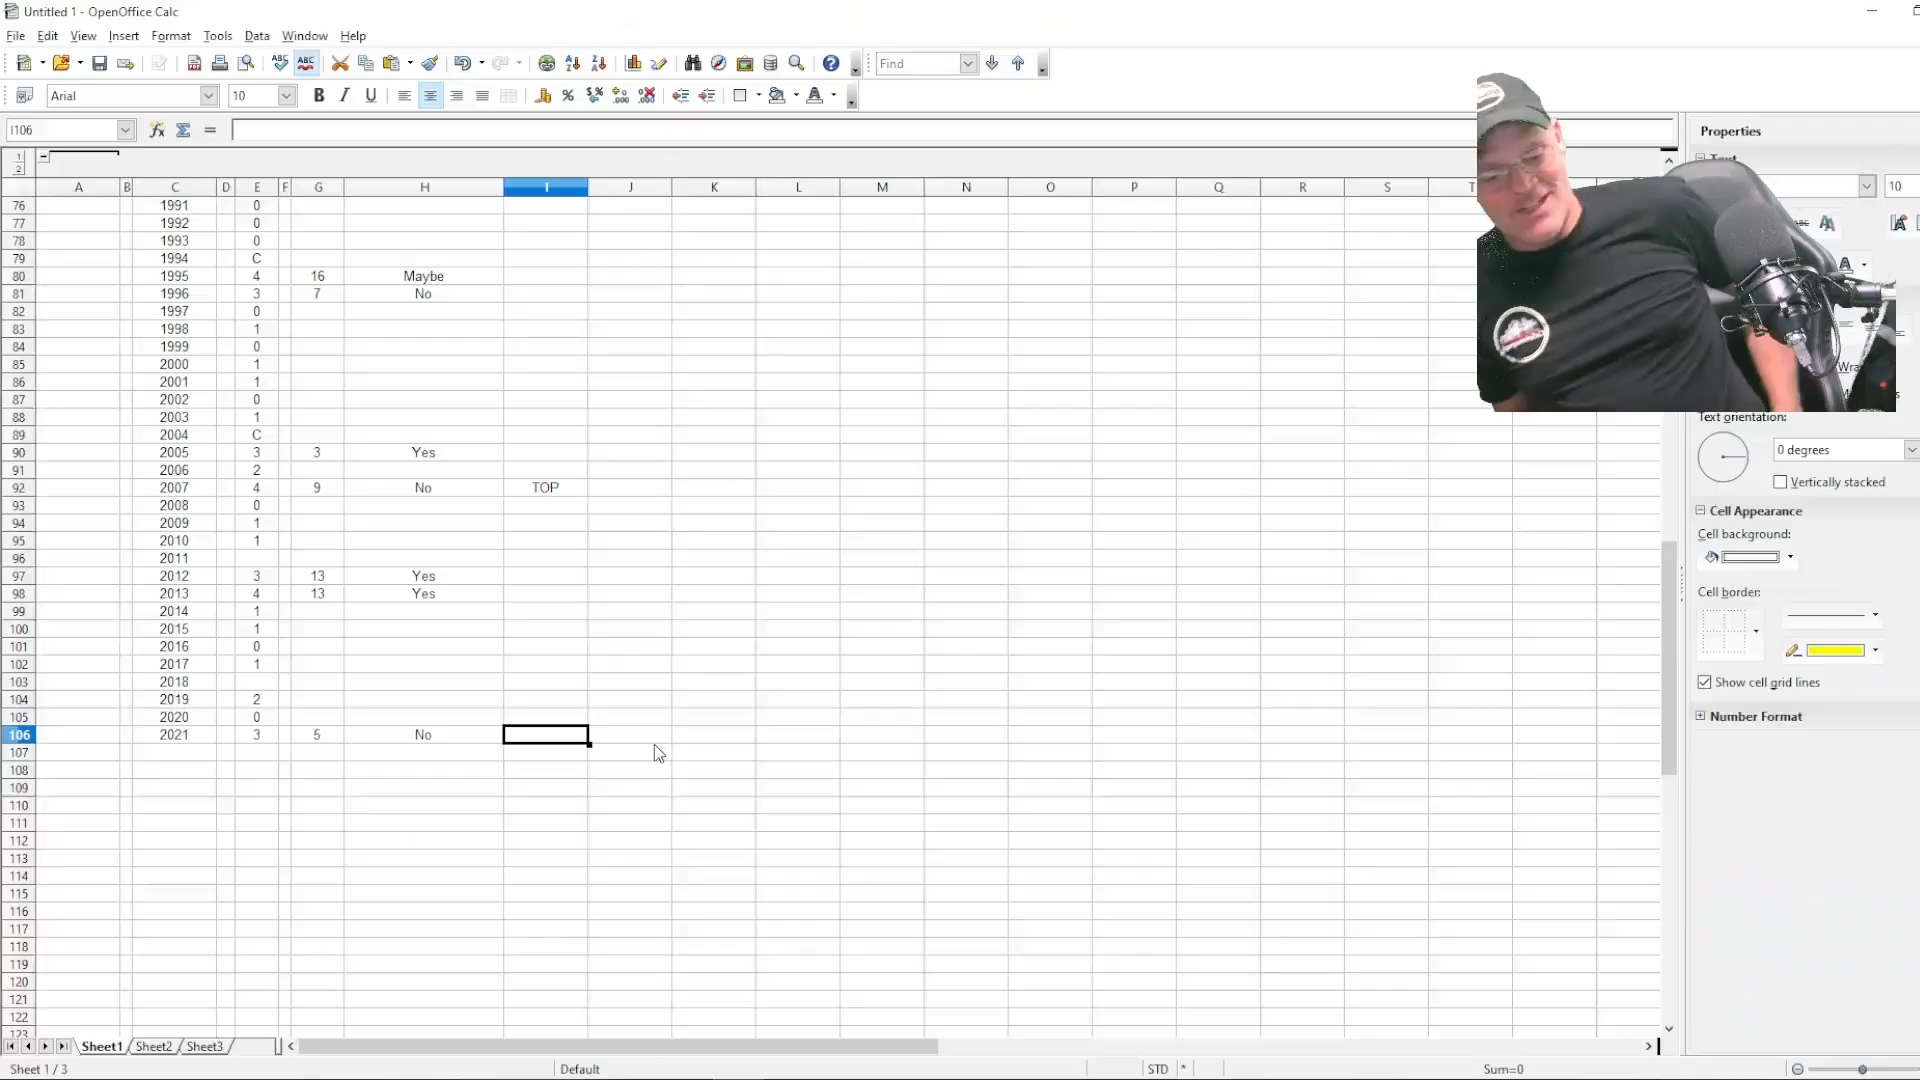 Untitled 1 - OpenOffice Calc
File Edit View Insert Format Tools Data Window Help
Find
Arial 10
I106
Properties
1
2
A B C D E F G H I J K L M N O P Q R S T
10
76 1991 0
77 1992 0
78 1993 0
79 1994 C
80 1995 4 16 Maybe
81 1996 3 7 No
82 1997 0
83 1998 1
84 1999 0
85 2000 1
86 2001 1
87 2002 0
88 2003 1
89 2004 C
Text orientation:
90 2005 3 3 Yes
0 degrees
91 2006 2
Vertically stacked
92 2007 4 9 No TOP
93 2008 0
Cell Appearance
94 2009 1
Cell background:
95 2010 1
96 2011
97 2012 3 13 Yes
Cell border:
98 2013 4 13 Yes
99 2014 1
100 2015 1
101 2016 0
102 2017 1
103 2018
Show cell grid lines
104 2019 2
105 2020 0
Number Format
106 2021 3 5 No
107
108
109
110
111
112
113
114
115
116
117
118
119
120
121
122
123
Sheet1 Sheet2 Sheet3
Sheet 1 / 3 Default STD * Sum=0